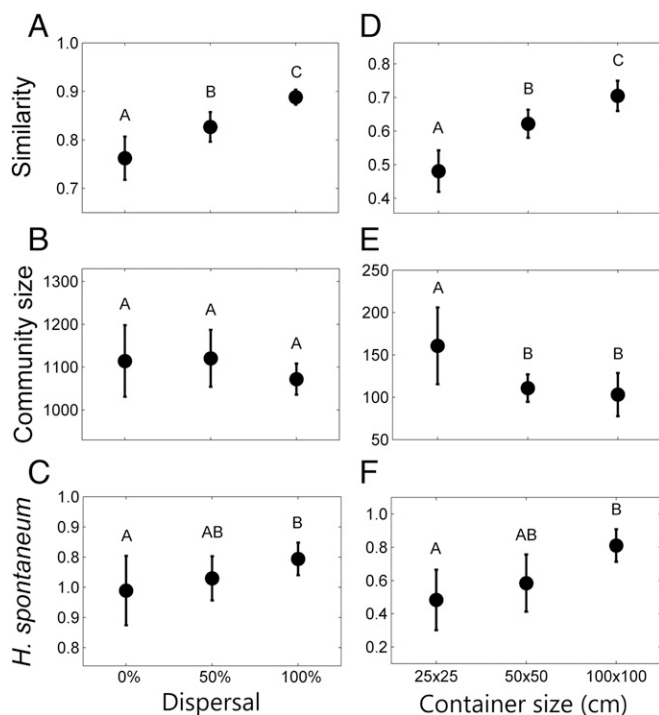 A
Similarity
1.0
0.9
0.8
0.7
A
B
C
B
Community size
1300
1200
1100
1000
A
A
A
C
H. spontaneum
1.0
0.9
0.8
1.0
0.9
0.8
A
AB
B
0%
50%
100%
Dispersal
D
0.8
0.7
0.6
0.5
0.4
A
B
C
E
250
200
150
100
50
A
B
B
F
1.0
0.8
0.6
0.4
0.2
A
AB
B
25x25
50x50
100x100
Container size (cm)